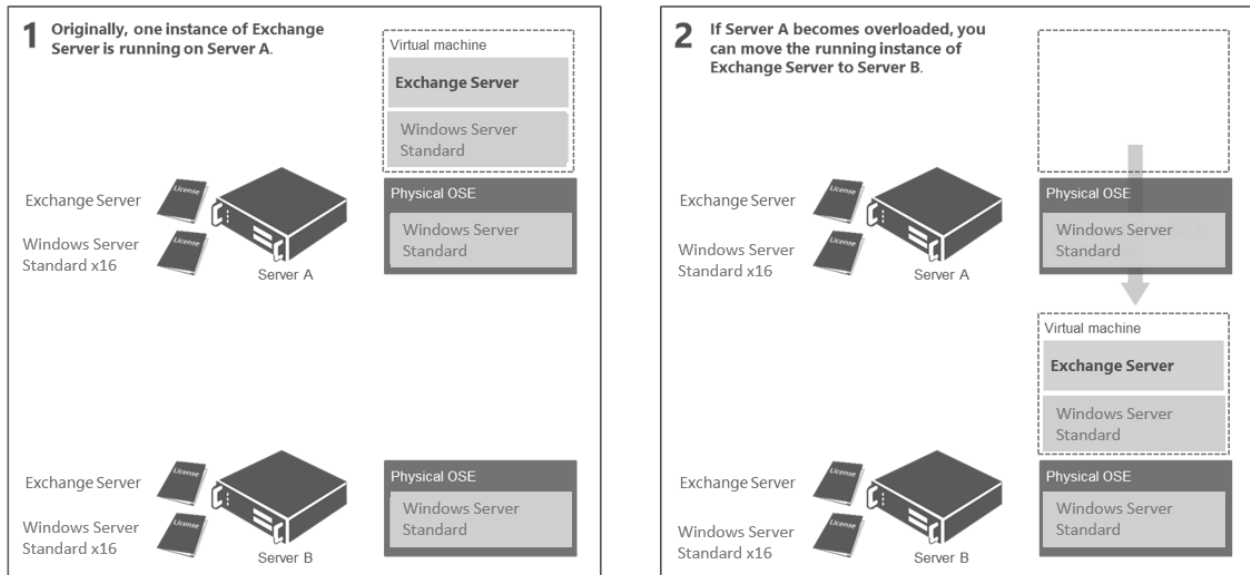 1 Originally, one instance of Exchange
Server is running on Server A.
Virtual machine
Exchange Server
Windows Server
Standard
Exchange Server
License
Windows Server
Standard x16
License
Server A
Physical OSE
Windows Server
Standard
Exchange Server
License
Windows Server
Standard x16
License
Server B
Physical OSE
Windows Server
Standard
2 If Server A becomes overloaded, you
can move the running instance of
Exchange Server to Server B.
Exchange Server
License
Windows Server
Standard x16
License
Server A
Physical OSE
Windows Server
Standard
Virtual machine
Exchange Server
Windows Server
Standard
Exchange Server
License
Windows Server
Standard x16
License
Server B
Physical OSE
Windows Server
Standard